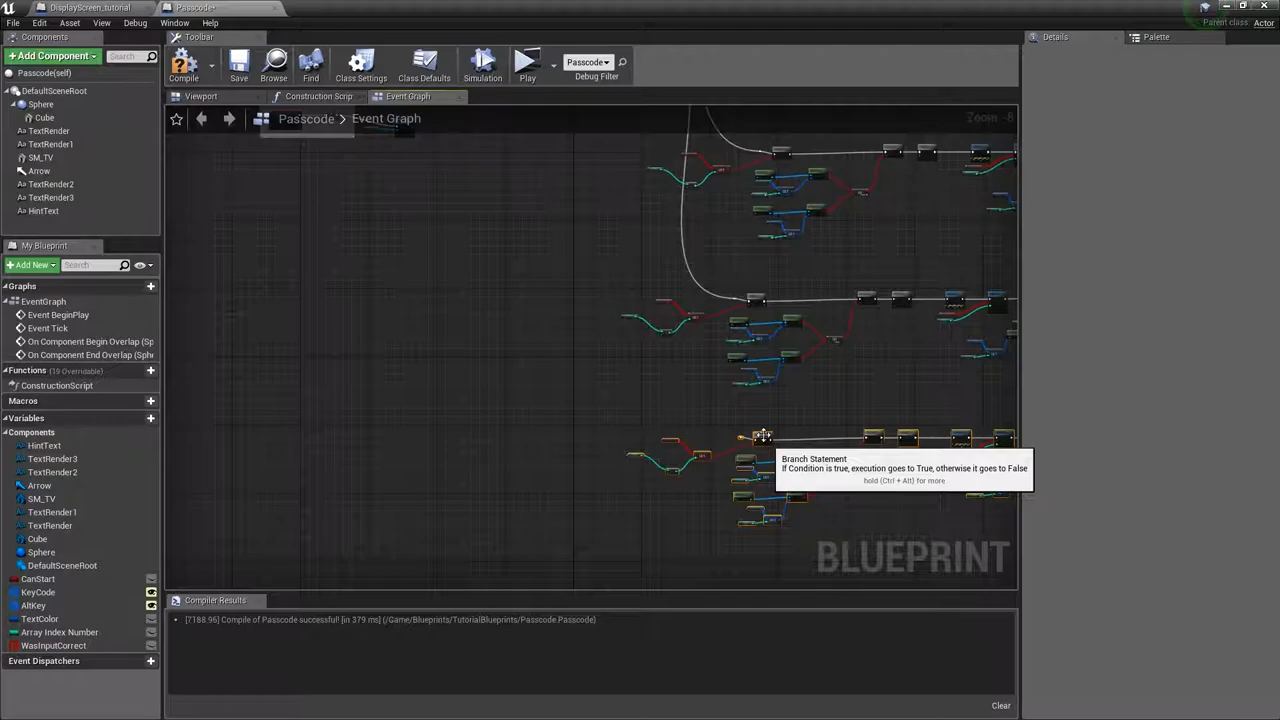 DisplayScreen_tutorial
Passcode*
File Edit Asset View Debug Window Help
Parent class: Actor
Components
Toolbar
Details
Palette
+Add Component
Search
Passcode(self)
Compile
Save
Browse
Find
Class Settings
Class Defaults
Simulation
Play
Passcode
Debug Filter
DefaultSceneRoot
Sphere
Cube
TextRender
TextRender1
SM_TV
Arrow
TextRender2
TextRender3
HintText
Viewport
Construction Scrip
Event Graph
Passcode > Event Graph
Zoom -8
My Blueprint
+Add New
Search
Graphs
EventGraph
Event BeginPlay
Event Tick
On Component Begin Overlap (Sp
On Component End Overlap (Sph
Functions (19 Overridable)
ConstructionScript
Macros
Variables
Components
HintText
TextRender3
TextRender2
Arrow
SM_TV
TextRender1
TextRender
Cube
Sphere
DefaultSceneRoot
CanStart
KeyCode
AltKey
TextColor
Array Index Number
WasInputCorrect
Event Dispatchers
Branch Statement
If Condition is true, execution goes to True, otherwise it goes to False
hold (Ctrl + Alt) for more
BLUEPRINT
Compiler Results
[7188.96] Compile of Passcode successful! [in 379 ms] (/Game/Blueprints/TutorialBlueprints/Passcode.Passcode)
Clear